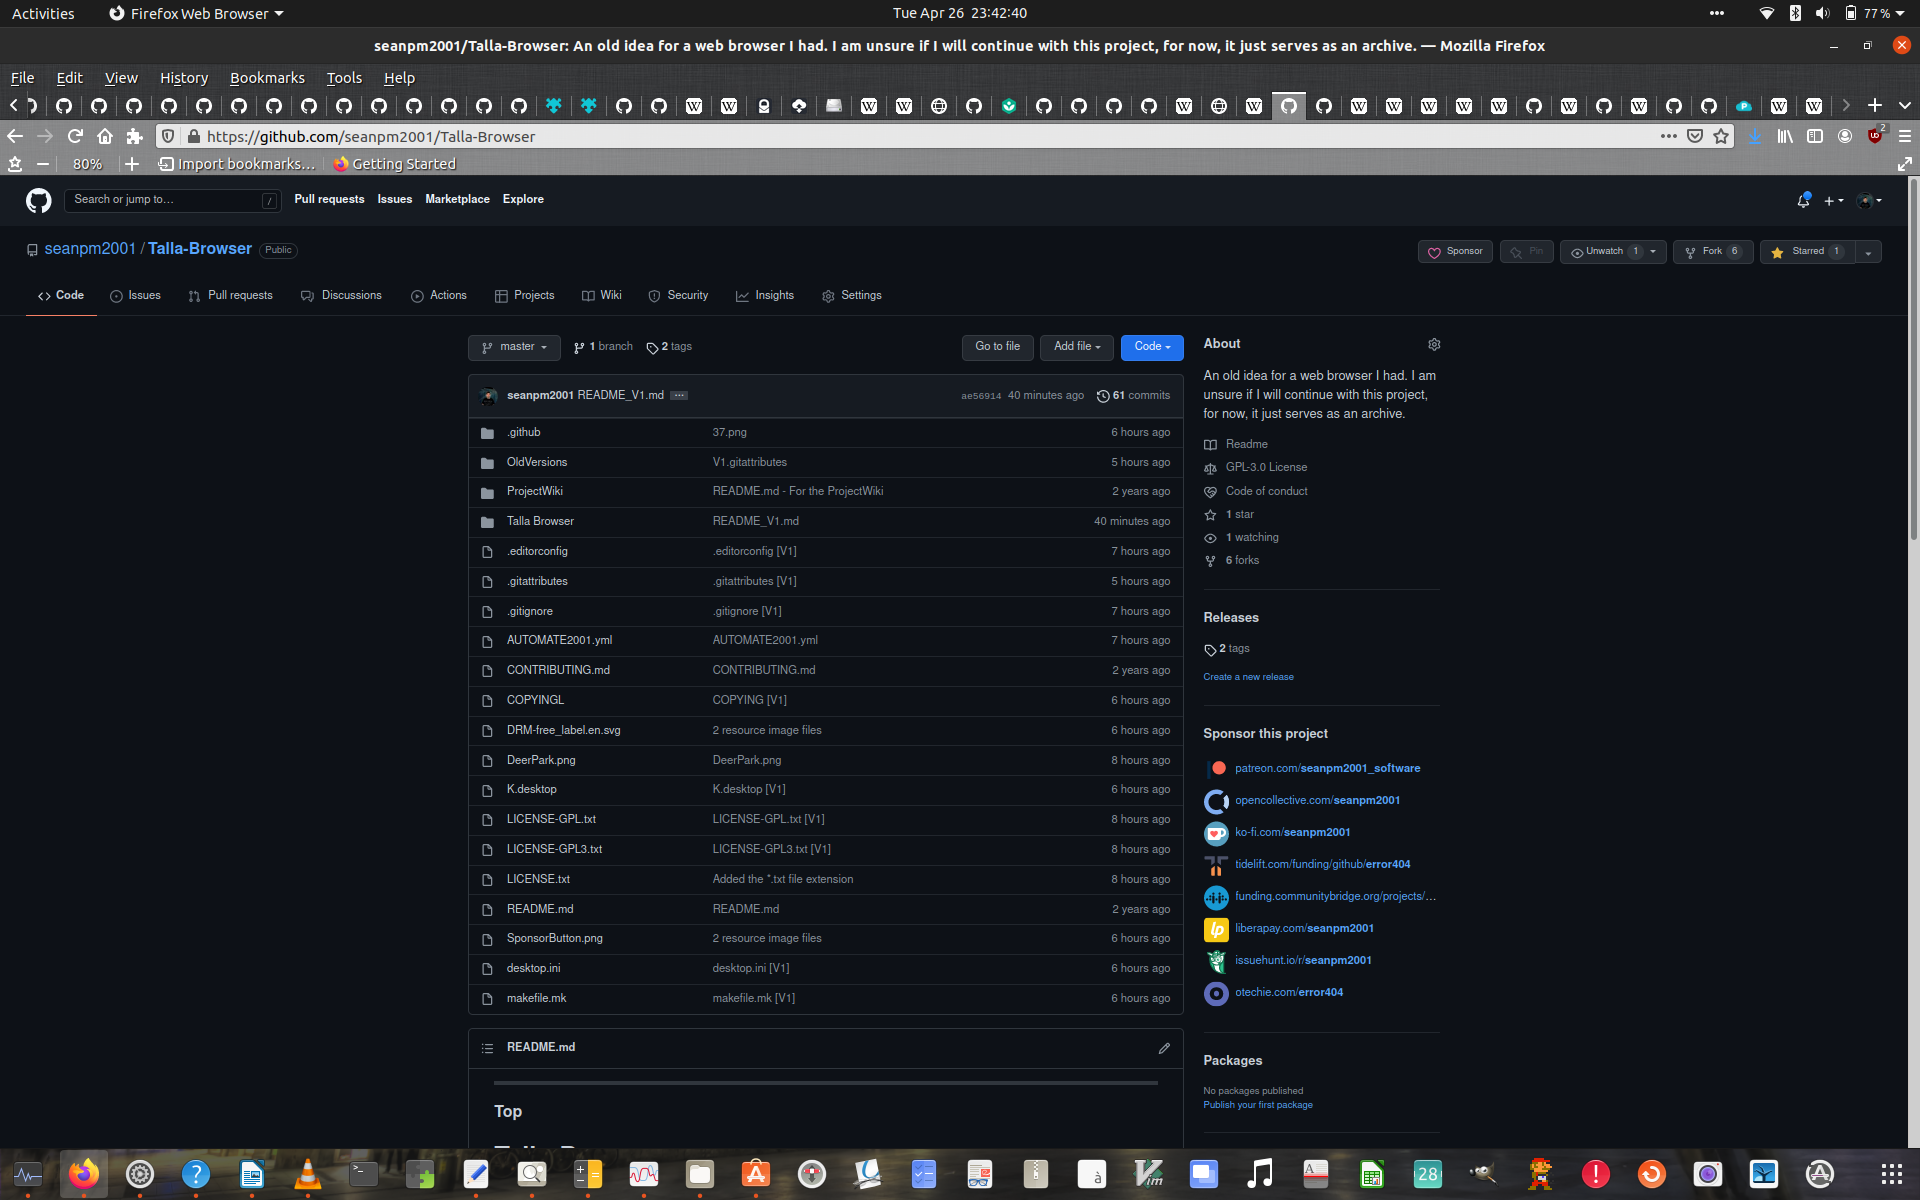 Activities Firefox Web Browser Tue Apr 26 23:42:40 77 %
seanpm2001/Talla-Browser: An old idea for a web browser I had. I am unsure if I will continue with this project, for now, it just serves as an archive. — Mozilla Firefox
File Edit View History Bookmarks Tools Help
https://github.com/seanpm2001/Talla-Browser 2
80% Import bookmarks... Getting Started
Search or jump to... / Pull requests Issues Marketplace Explore
seanpm2001 / Talla-Browser Public Sponsor Pin Unwatch 1 Fork 6 Starred 1
Code Issues Pull requests Discussions Actions Projects Wiki Security Insights Settings
master 1 branch 2 tags Go to file Add file Code
seanpm2001 README_V1.md ... ae56914 40 minutes ago 61 commits
.github 37.png 6 hours ago
OldVersions V1.gitattributes 5 hours ago
ProjectWiki README.md - For the ProjectWiki 2 years ago
Talla Browser README_V1.md 40 minutes ago
.editorconfig .editorconfig [V1] 7 hours ago
.gitattributes .gitattributes [V1] 5 hours ago
.gitignore .gitignore [V1] 7 hours ago
AUTOMATE2001.yml AUTOMATE2001.yml 7 hours ago
CONTRIBUTING.md CONTRIBUTING.md 2 years ago
COPYINGL COPYING [V1] 6 hours ago
DRM-free_label.en.svg 2 resource image files 6 hours ago
DeerPark.png DeerPark.png 8 hours ago
K.desktop K.desktop [V1] 6 hours ago
LICENSE-GPL.txt LICENSE-GPL.txt [V1] 8 hours ago
LICENSE-GPL3.txt LICENSE-GPL3.txt [V1] 8 hours ago
LICENSE.txt Added the *.txt file extension 8 hours ago
README.md README.md 2 years ago
SponsorButton.png 2 resource image files 6 hours ago
desktop.ini desktop.ini [V1] 6 hours ago
makefile.mk makefile.mk [V1] 6 hours ago
README.md
Top
About
An old idea for a web browser I had. I am
unsure if I will continue with this project,
for now, it just serves as an archive.
Readme
GPL-3.0 License
Code of conduct
1 star
1 watching
6 forks
Releases
2 tags
Create a new release
Sponsor this project
patreon.com/seanpm2001_software
opencollective.com/seanpm2001
ko-fi.com/seanpm2001
tidelift.com/funding/github/error404
funding.communitybridge.org/projects/...
liberapay.com/seanpm2001
issuehunt.io/r/seanpm2001
otechie.com/error404
Packages
No packages published
Publish your first package
28